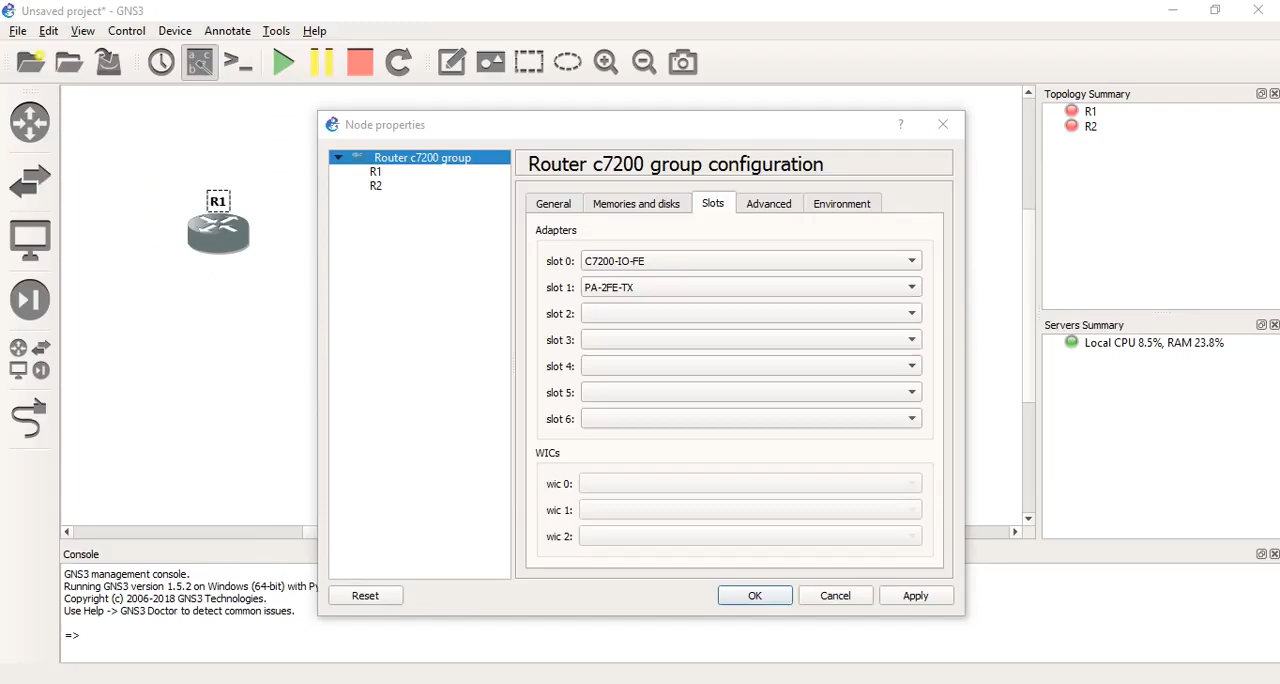 Unsaved project* - GNS3
File Edit View Control Device Annotate Tools Help
R1
Node properties
?
Router c7200 group
R1
R2
Router c7200 group configuration
General Memories and disks Slots Advanced Environment
Adapters
slot 0: C7200-IO-FE
slot 1: PA-2FE-TX
slot 2:
slot 3:
slot 4:
slot 5:
slot 6:
WICs
wic 0:
wic 1:
wic 2:
Reset OK Cancel Apply
Topology Summary
R1
R2
Servers Summary
Local CPU 8.5%, RAM 23.8%
Console
GNS3 management console.
Running GNS3 version 1.5.2 on Windows (64-bit) with
Copyright (c) 2006-2018 GNS3 Technologies.
Use Help -> GNS3 Doctor to detect common issues.
=>